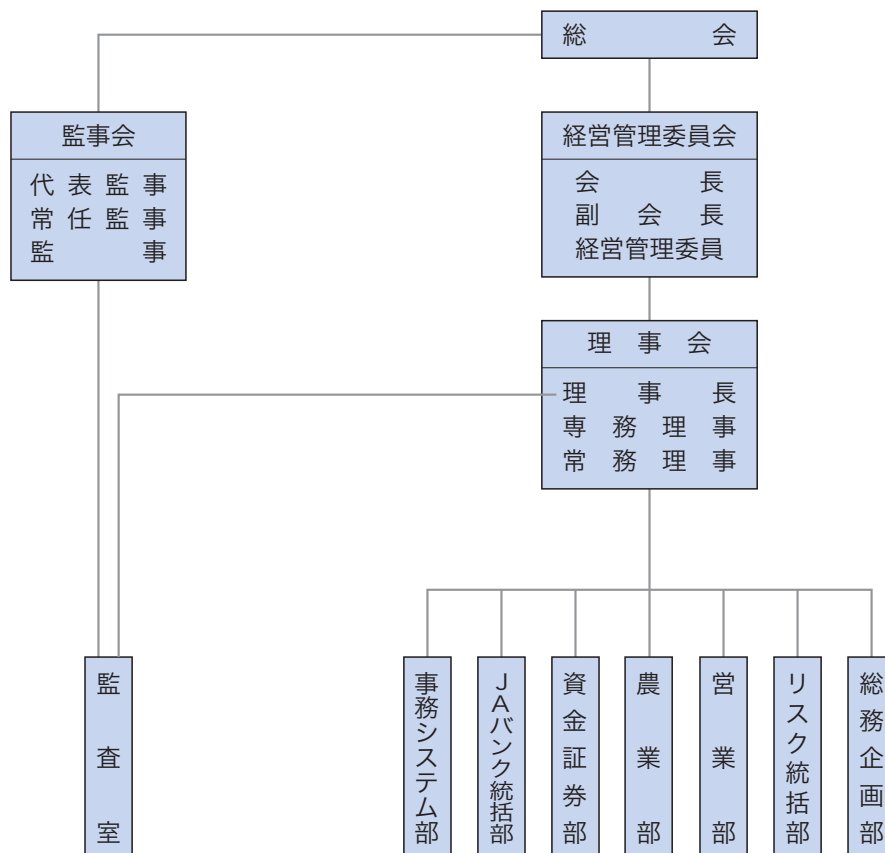 総会
監事会
代表監事
常任監事
監事
経営管理委員会
会長
副会長
経営管理委員
理事会
理事長
専務理事
常務理事
監査室
事務システム部
JAバンク統括部
資金証券部
農業部
営業部
リスク統括部
総務企画部